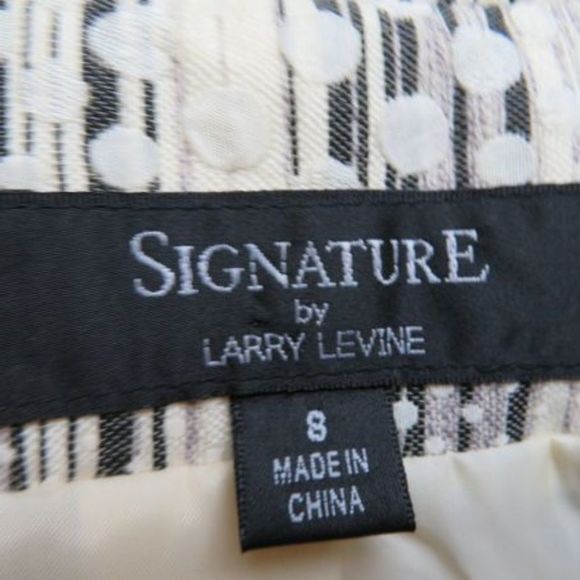 SIGNATURE
by
LARRY LEVINE
8
MADE IN
CHINA